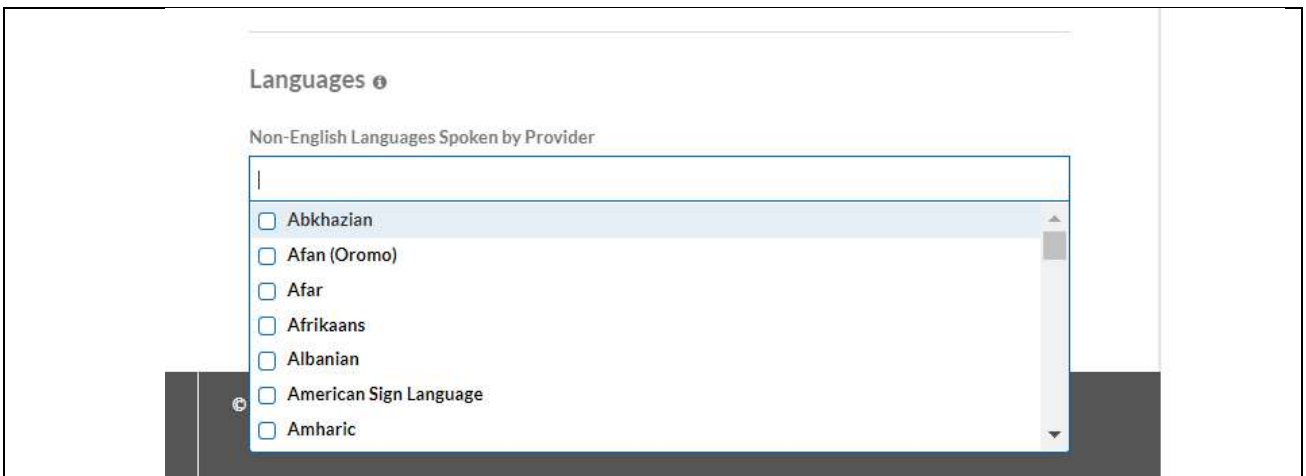 Languages
Non-English Languages Spoken by Provider
Abkhazian
Afan (Oromo)
Afar
Afrikaans
Albanian
American Sign Language
©
Amharic